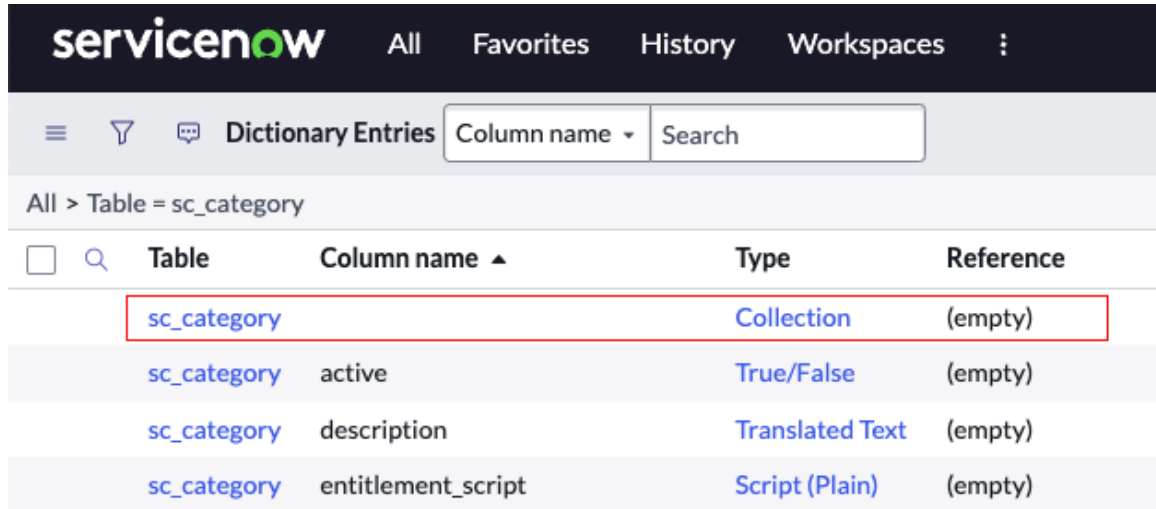 servicenow All Favorites History Workspaces
Dictionary Entries Column name Search
All > Table = sc_category
Table Column name Type Reference
sc_category Collection (empty)
sc_category active True/False (empty)
sc_category description Translated Text (empty)
sc_category entitlement_script Script (Plain) (empty)